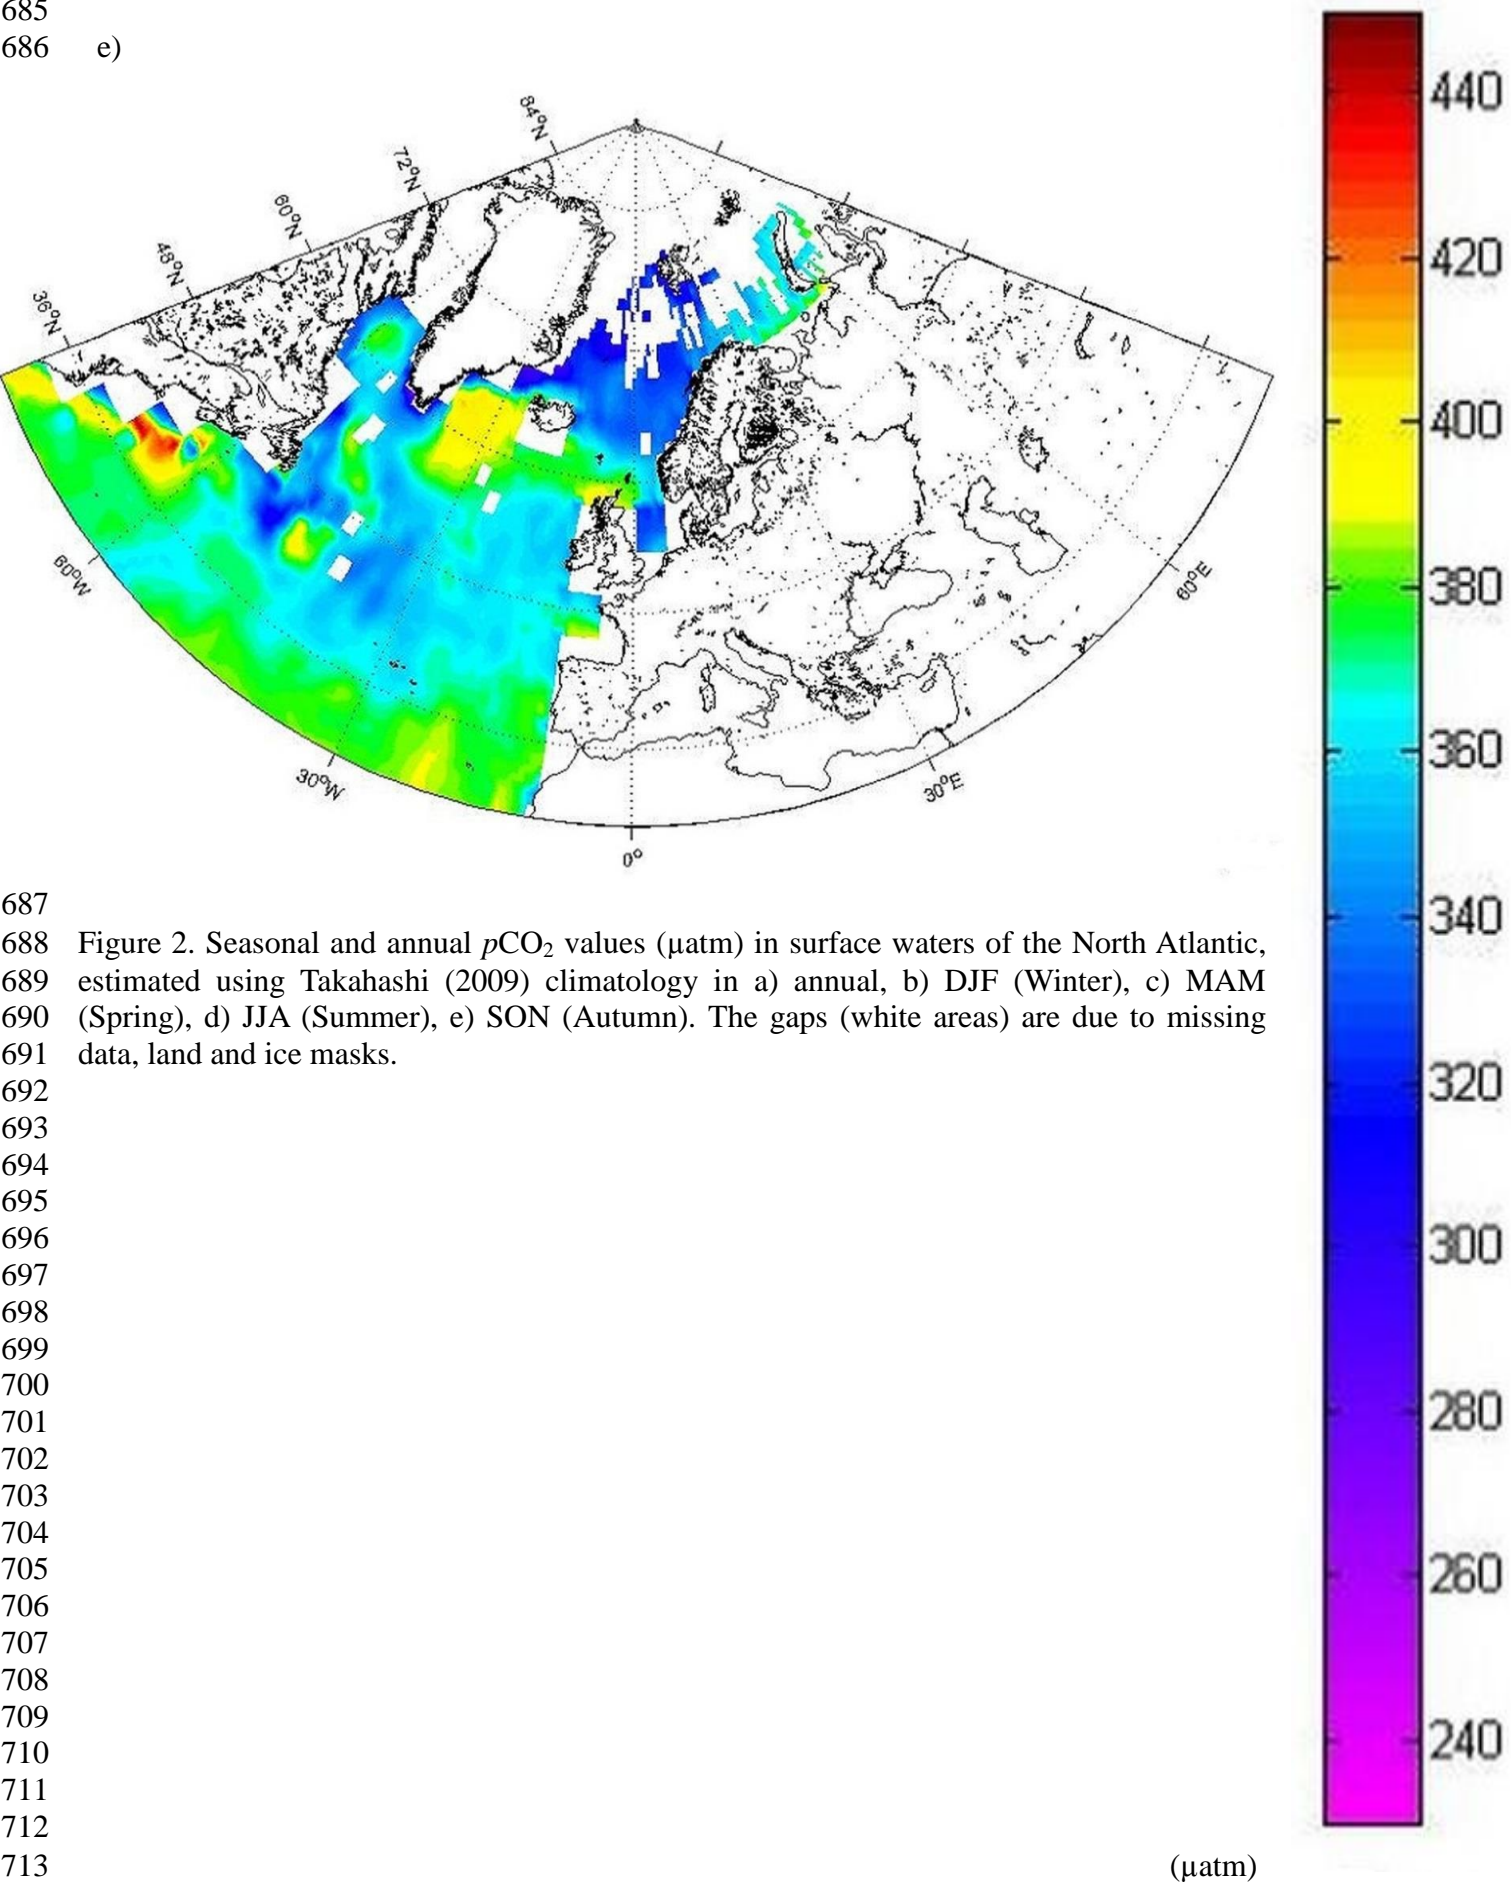 685
686 e)
84°N
72°N
60°N
48°N
36°N
60°W
30°W
0°
30°E
60°E
440
420
400
380
360
340
320
300
280
260
240
687
688 Figure 2. Seasonal and annual pCO₂ values (µatm) in surface waters of the North Atlantic,
689 estimated using Takahashi (2009) climatology in a) annual, b) DJF (Winter), c) MAM
690 (Spring), d) JJA (Summer), e) SON (Autumn). The gaps (white areas) are due to missing
691 data, land and ice masks.
692
693
694
695
696
697
698
699
700
701
702
703
704
705
706
707
708
709
710
711
712
713 (µatm)